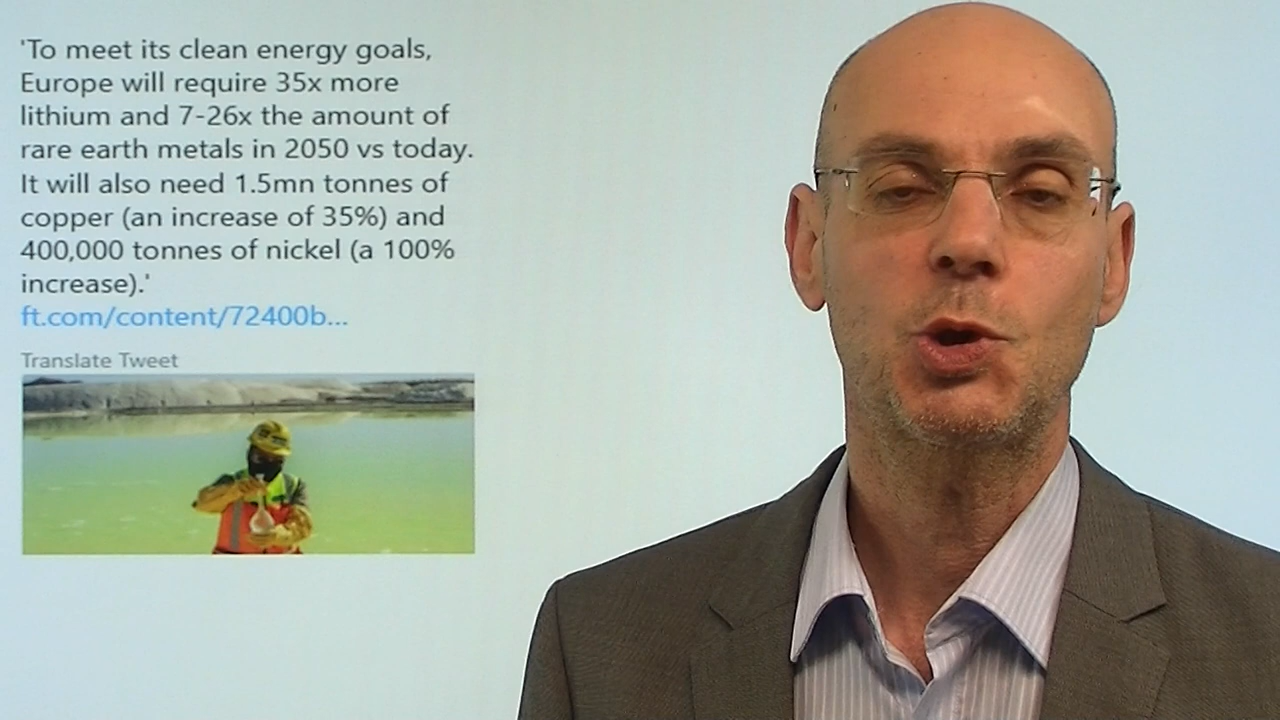 'To meet its clean energy goals,
Europe will require 35x more
lithium and 7-26x the amount of
rare earth metals in 2050 vs today.
It will also need 1.5mn tonnes of
copper (an increase of 35%) and
400,000 tonnes of nickel (a 100%
increase).'
ft.com/content/72400b...
Translate Tweet